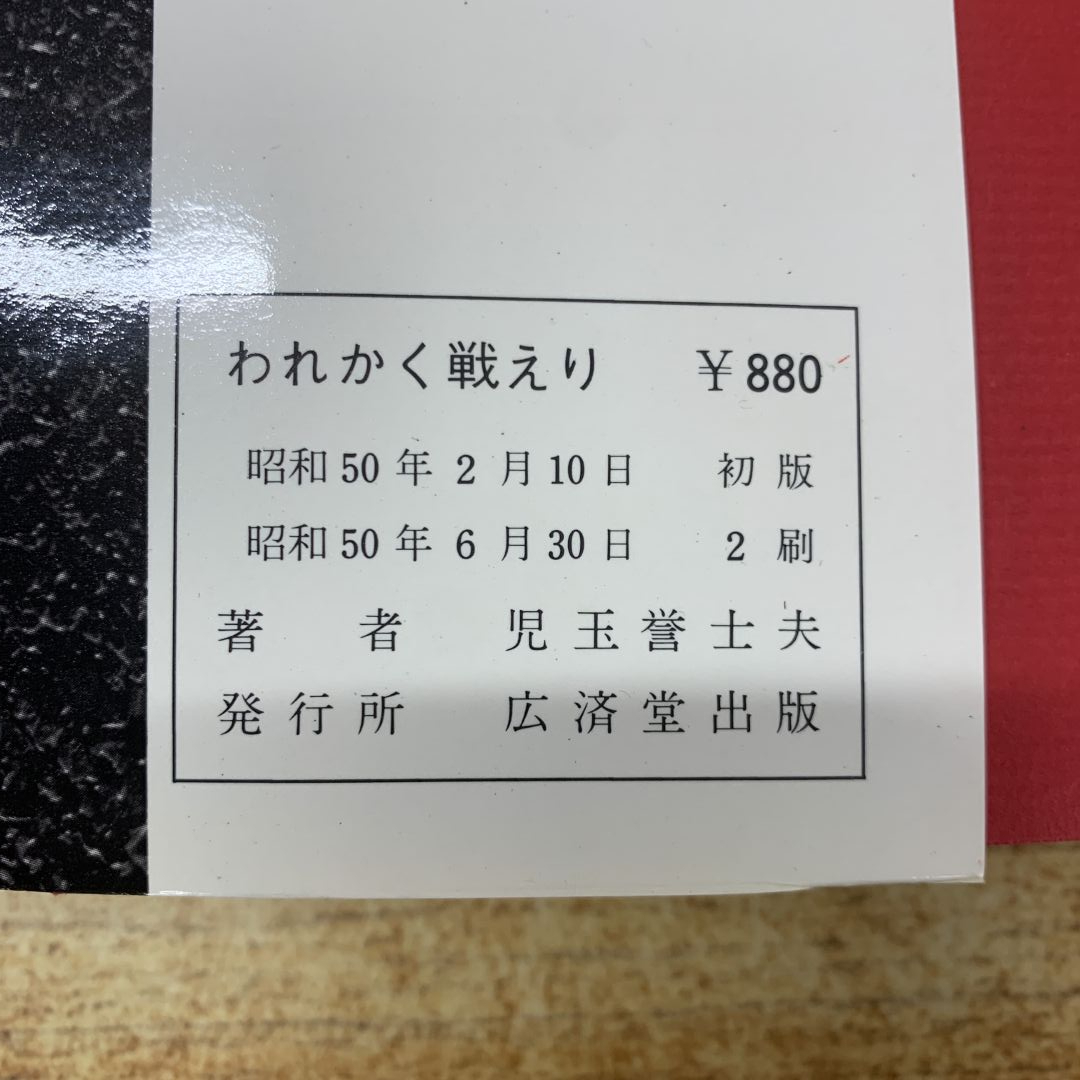 われかく戦えり ￥880
昭和50年2月10日 初版
昭和50年6月30日 2刷
著者 児玉誉士夫
発行所 広済堂出版